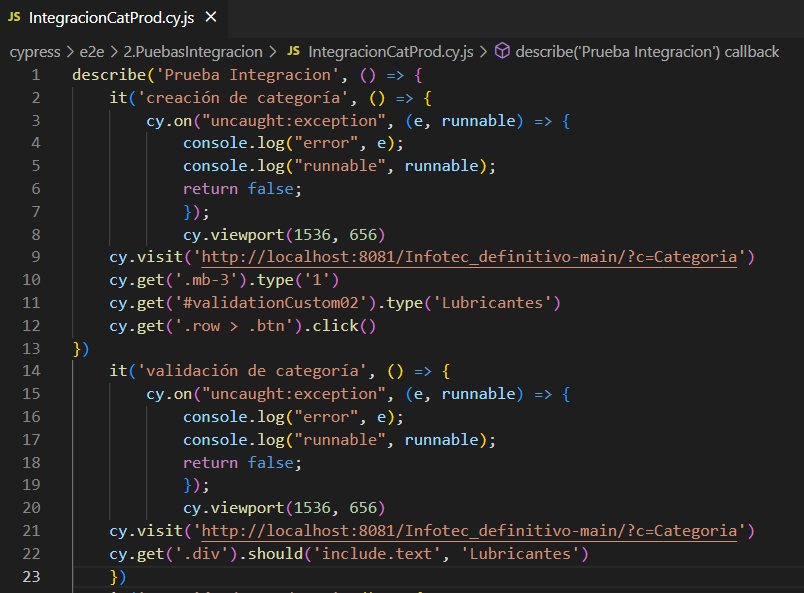 JS IntegracionCatProd.cy.js ×
cypress > e2e > 2.PuebasIntegracion > JS IntegracionCatProd.cy.js > describe('Prueba Integracion') callback
1 describe('Prueba Integracion', () => {
2 it('creación de categoría', () => {
3 cy.on("uncaught:exception", (e, runnable) => {
4 console.log("error", e);
5 console.log("runnable", runnable);
6 return false;
7 });
8 cy.viewport(1536, 656)
9 cy.visit('http://localhost:8081/Infotec_definitivo-main/?c=Categoria')
10 cy.get('.mb-3').type('1')
11 cy.get('#validationCustom02').type('Lubricantes')
12 cy.get('.row > .btn').click()
13 })
14 it('validación de categoría', () => {
15 cy.on("uncaught:exception", (e, runnable) => {
16 console.log("error", e);
17 console.log("runnable", runnable);
18 return false;
19 });
20 cy.viewport(1536, 656)
21 cy.visit('http://localhost:8081/Infotec_definitivo-main/?c=Categoria')
22 cy.get('.div').should('include.text', 'Lubricantes')
23 })